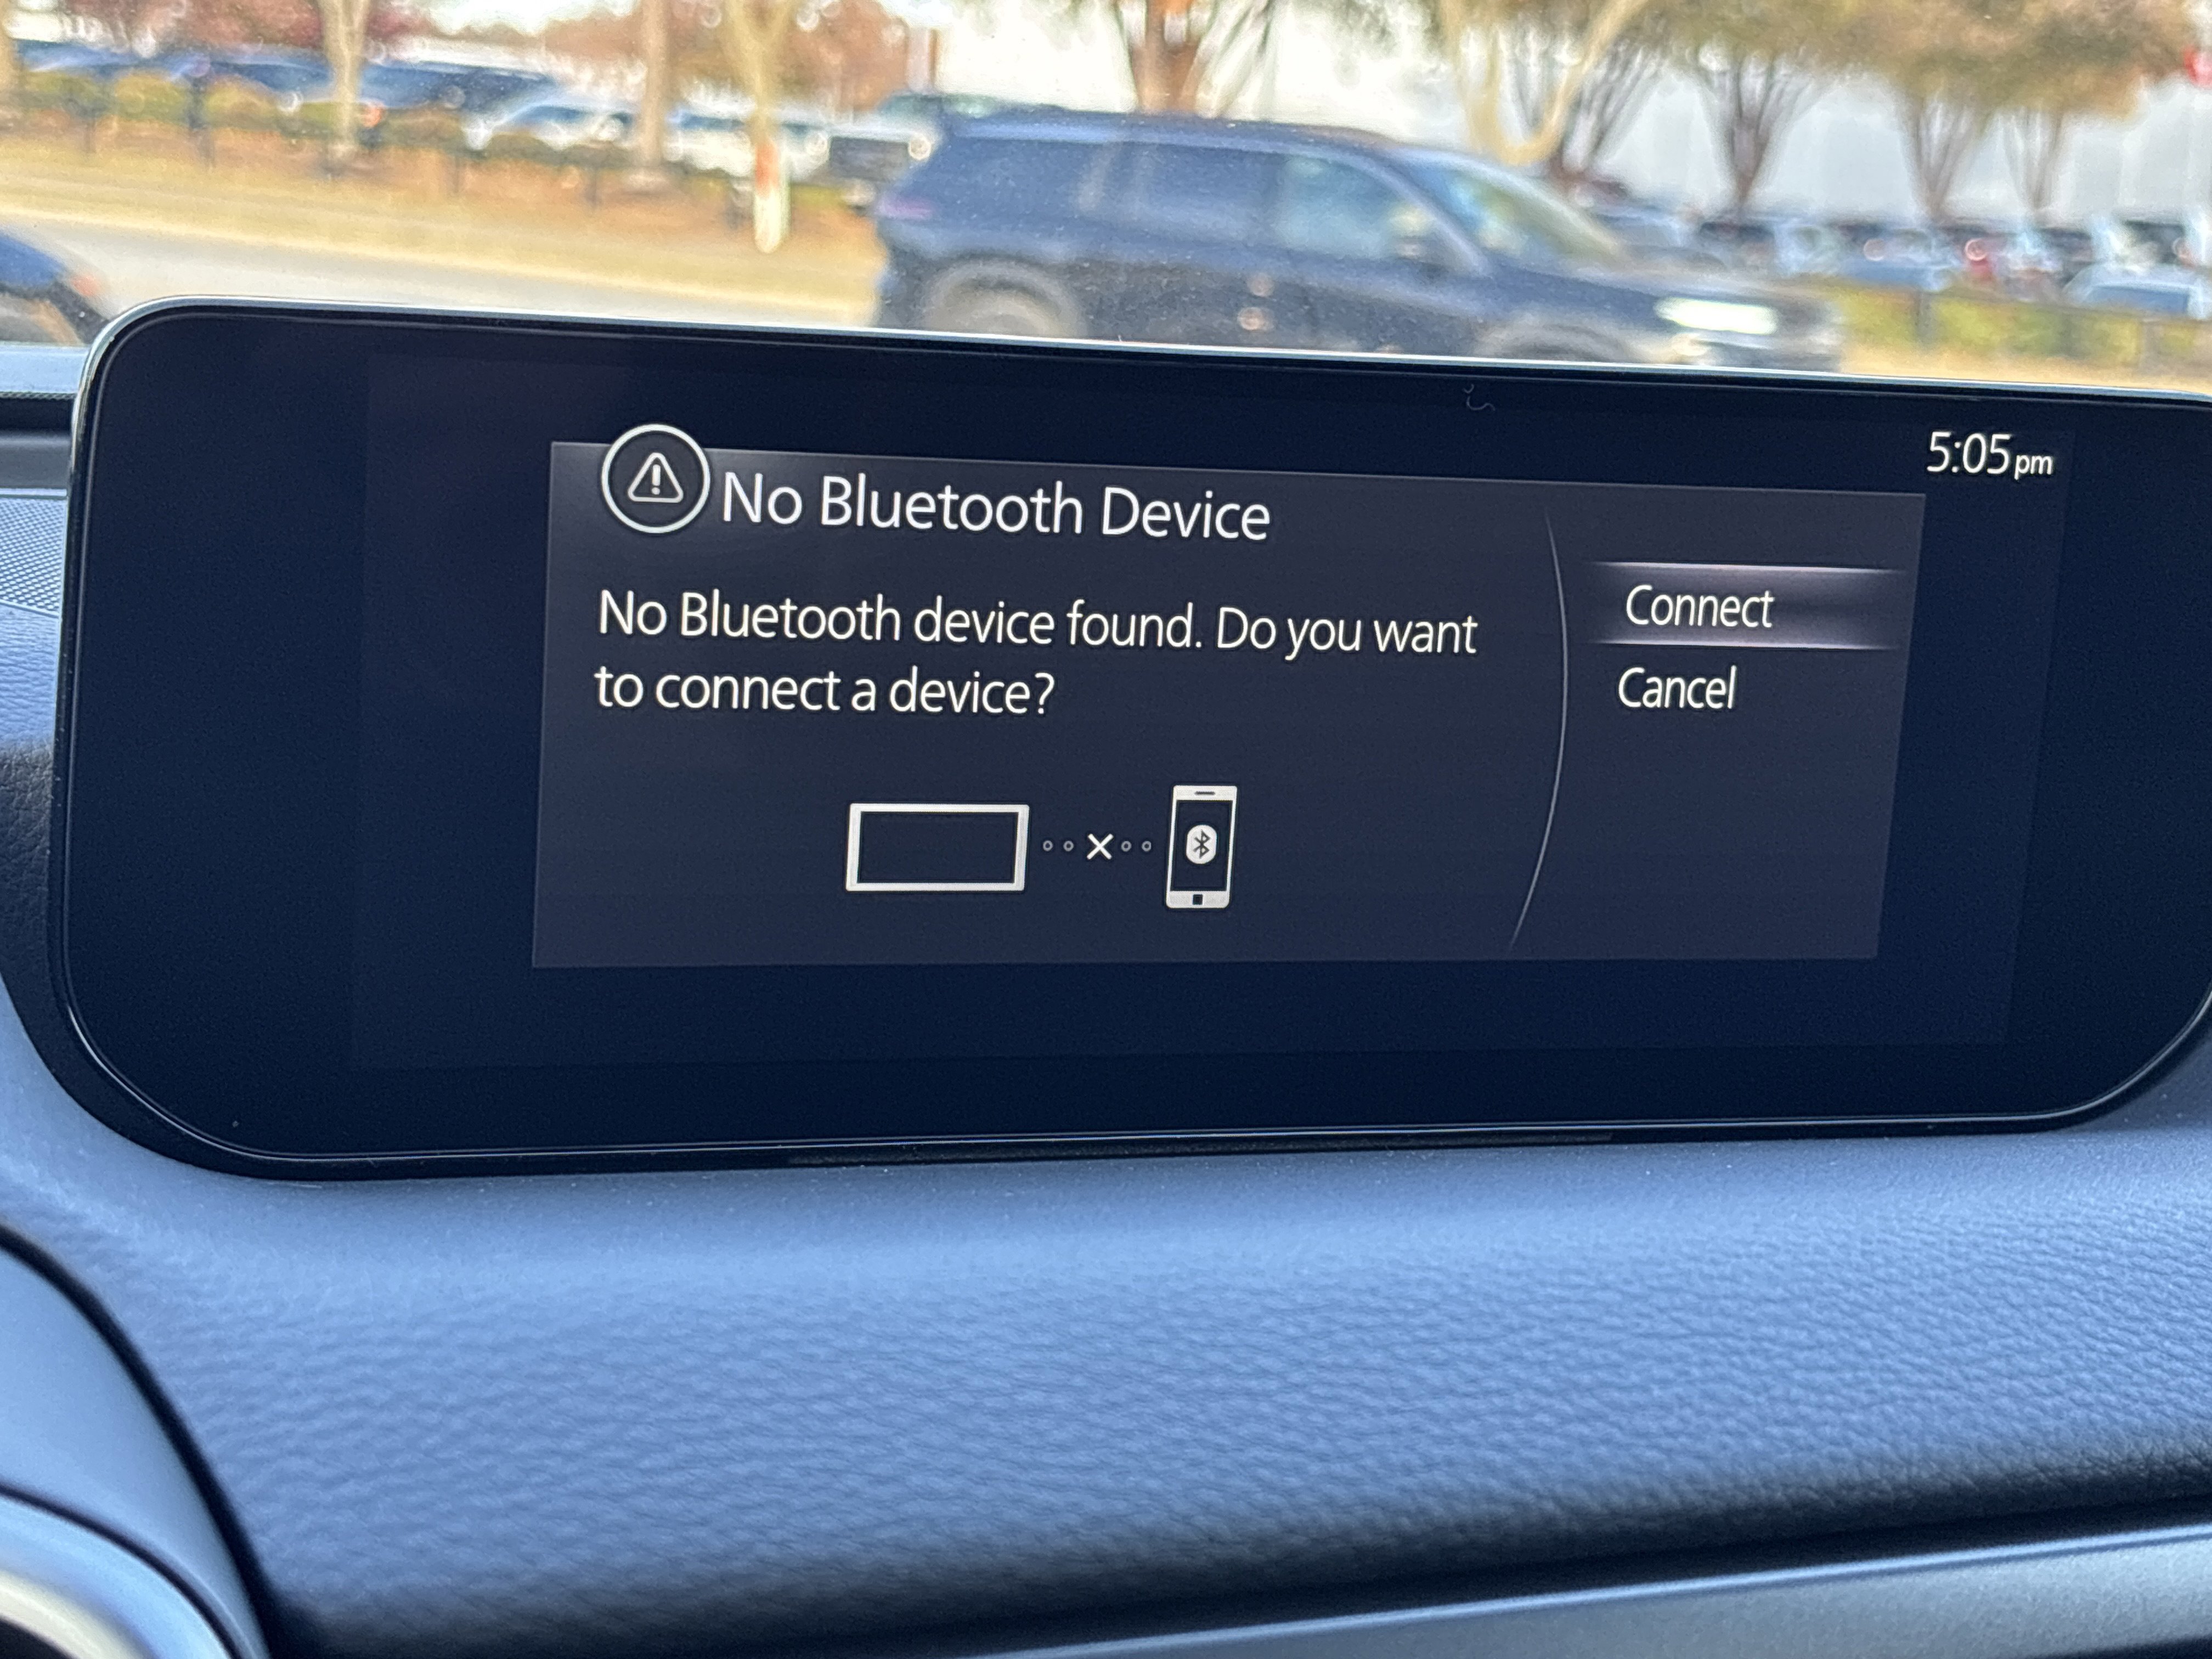 5:05pm
No Bluetooth Device
No Bluetooth device found. Do you want
to connect a device?
Connect
Cancel